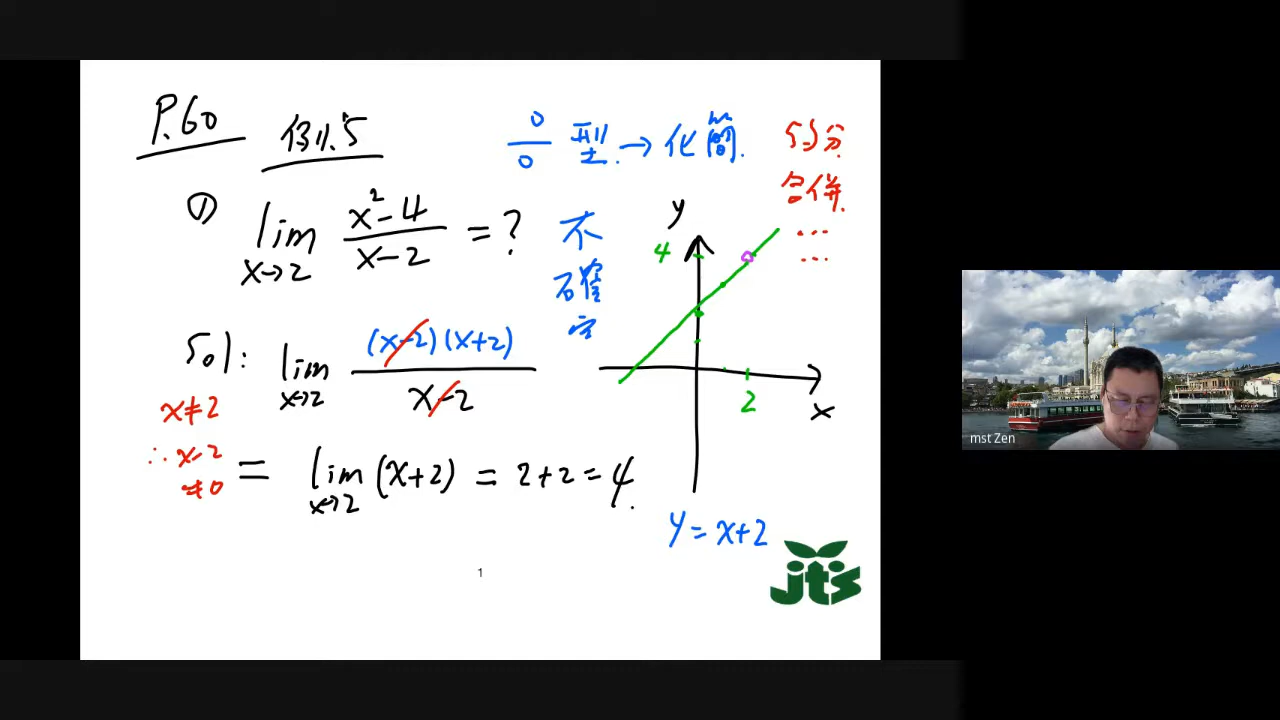 P.60 例1.5
0/0 型 → 化簡.
約分
合併.
...
...
① lim x→2 (x²-4)/(x-2) = ?
不
確
定
Sol: lim x→2 (x-2)(x+2)/(x-2)
x≠2
∴ x-2
≠0
= lim x→2 (x+2) = 2+2 = 4.
y
4
2
x
y = x+2
1
jts
mst Zen